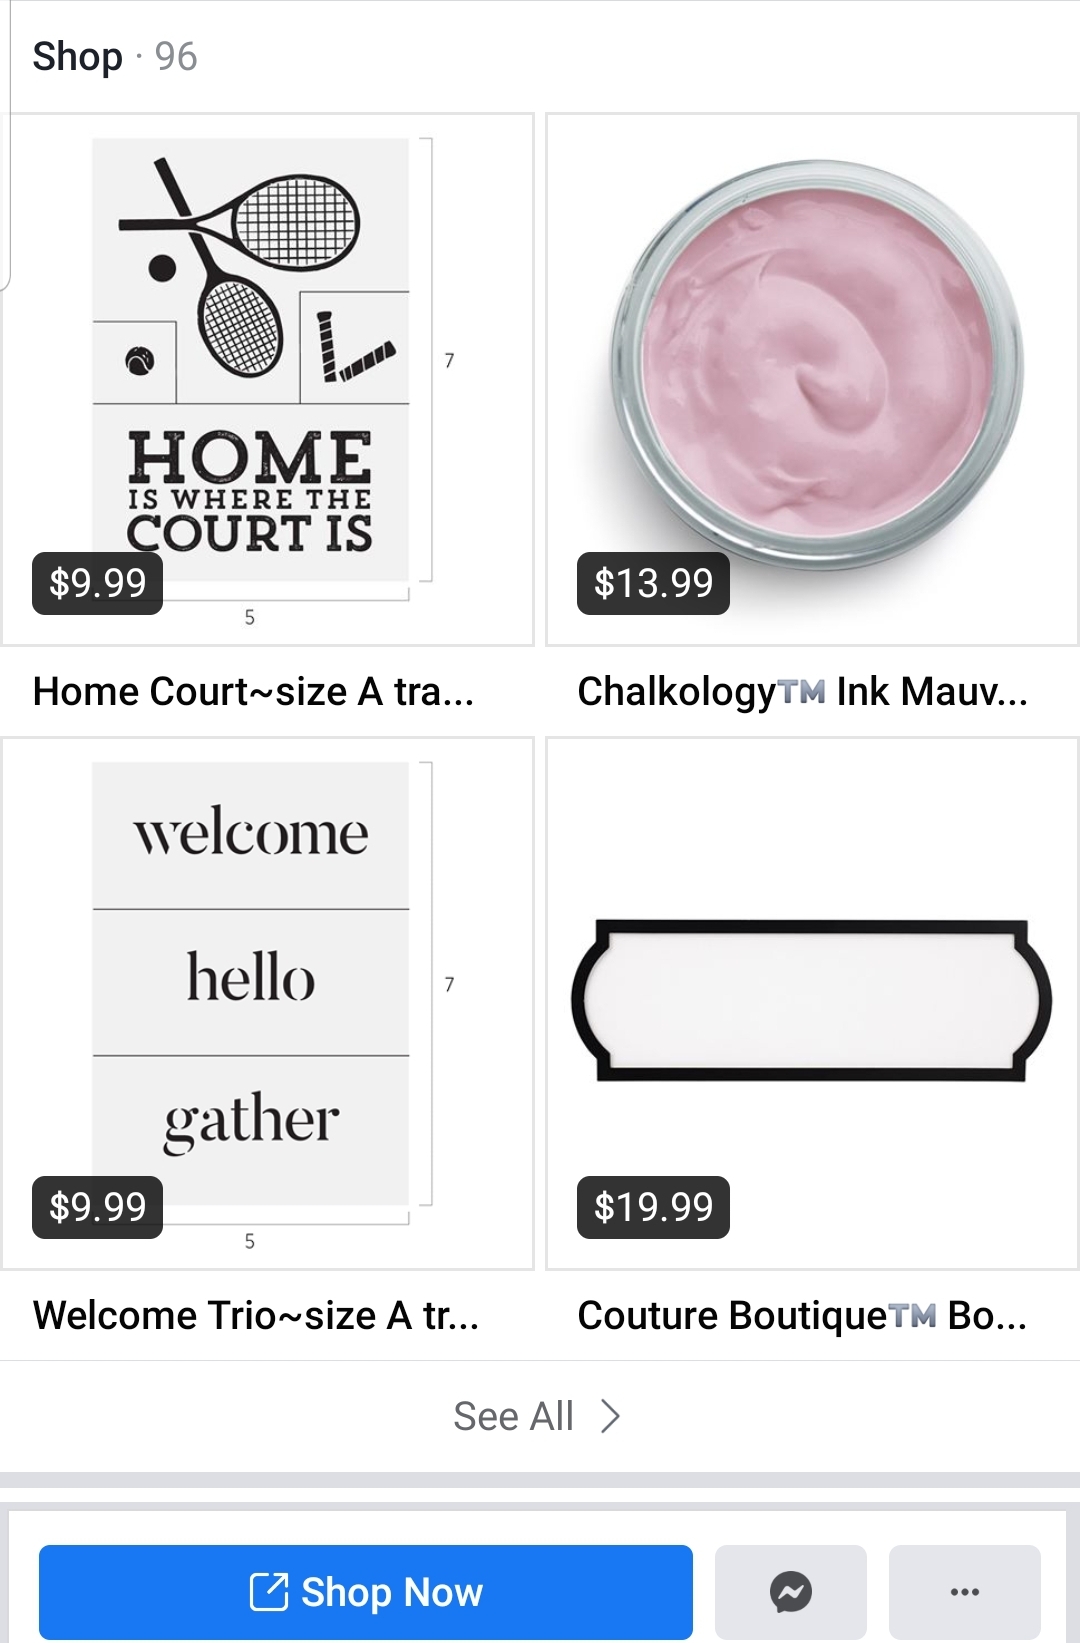 Shop · 96
HOME
IS WHERE THE
COURT IS
7
$9.99
5
$13.99
Home Court~size A tra...
Chalkology™️ Ink Mauv...
welcome
hello
gather
7
$9.99
5
$19.99
Welcome Trio~size A tr...
Couture Boutique™️ Bo...
See All
Shop Now